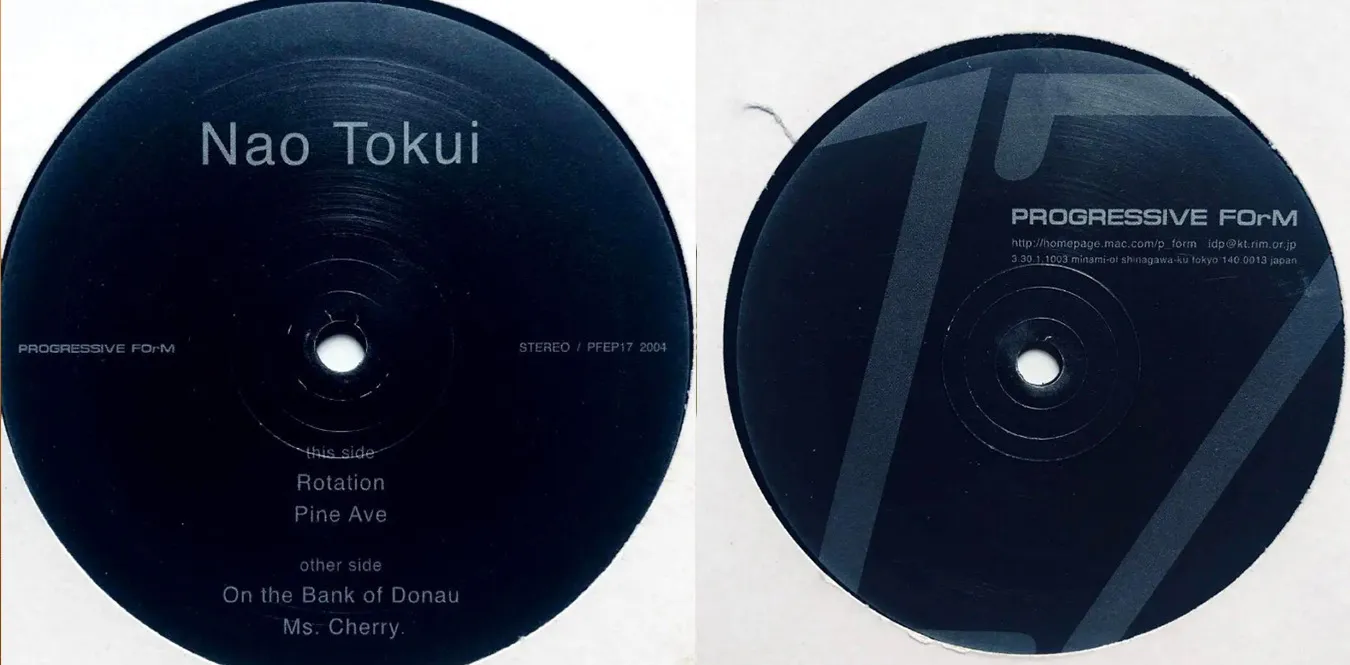 Nao Tokui
PROGRESSIVE FOrM
STEREO / PFEP17 2004
this side
Rotation
Pine Ave
other side
On the Bank of Donau
Ms. Cherry.
17
PROGRESSIVE FOrM
http://homepage.mac.com/p_form idp@kt.rim.or.jp
3.30.1.1003 minami-oi shinagawa-ku tokyo 140.0013 japan